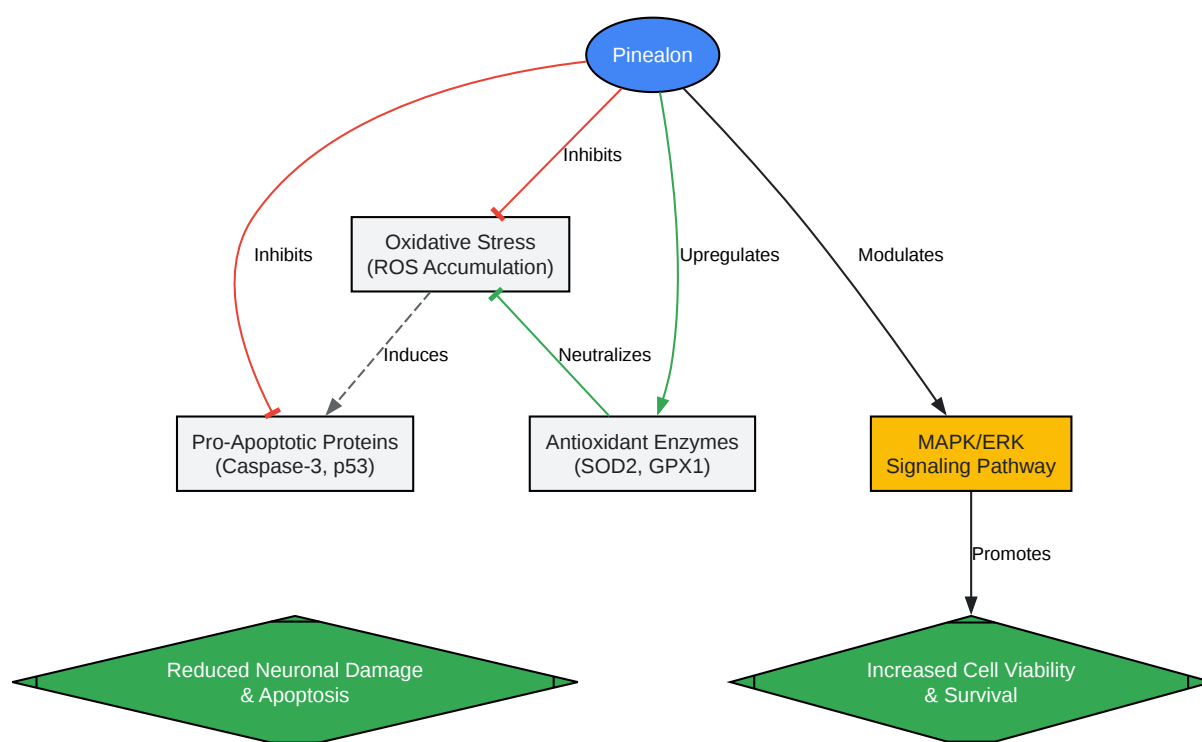 Pinealon
Inhibits
Oxidative Stress
(ROS Accumulation)
Inhibits
Upregulates
Modulates
Induces
Neutralizes
Pro-Apoptotic Proteins
(Caspase-3, p53)
Antioxidant Enzymes
(SOD2, GPX1)
MAPK/ERK
Signaling Pathway
Promotes
Reduced Neuronal Damage
& Apoptosis
Increased Cell Viability
& Survival